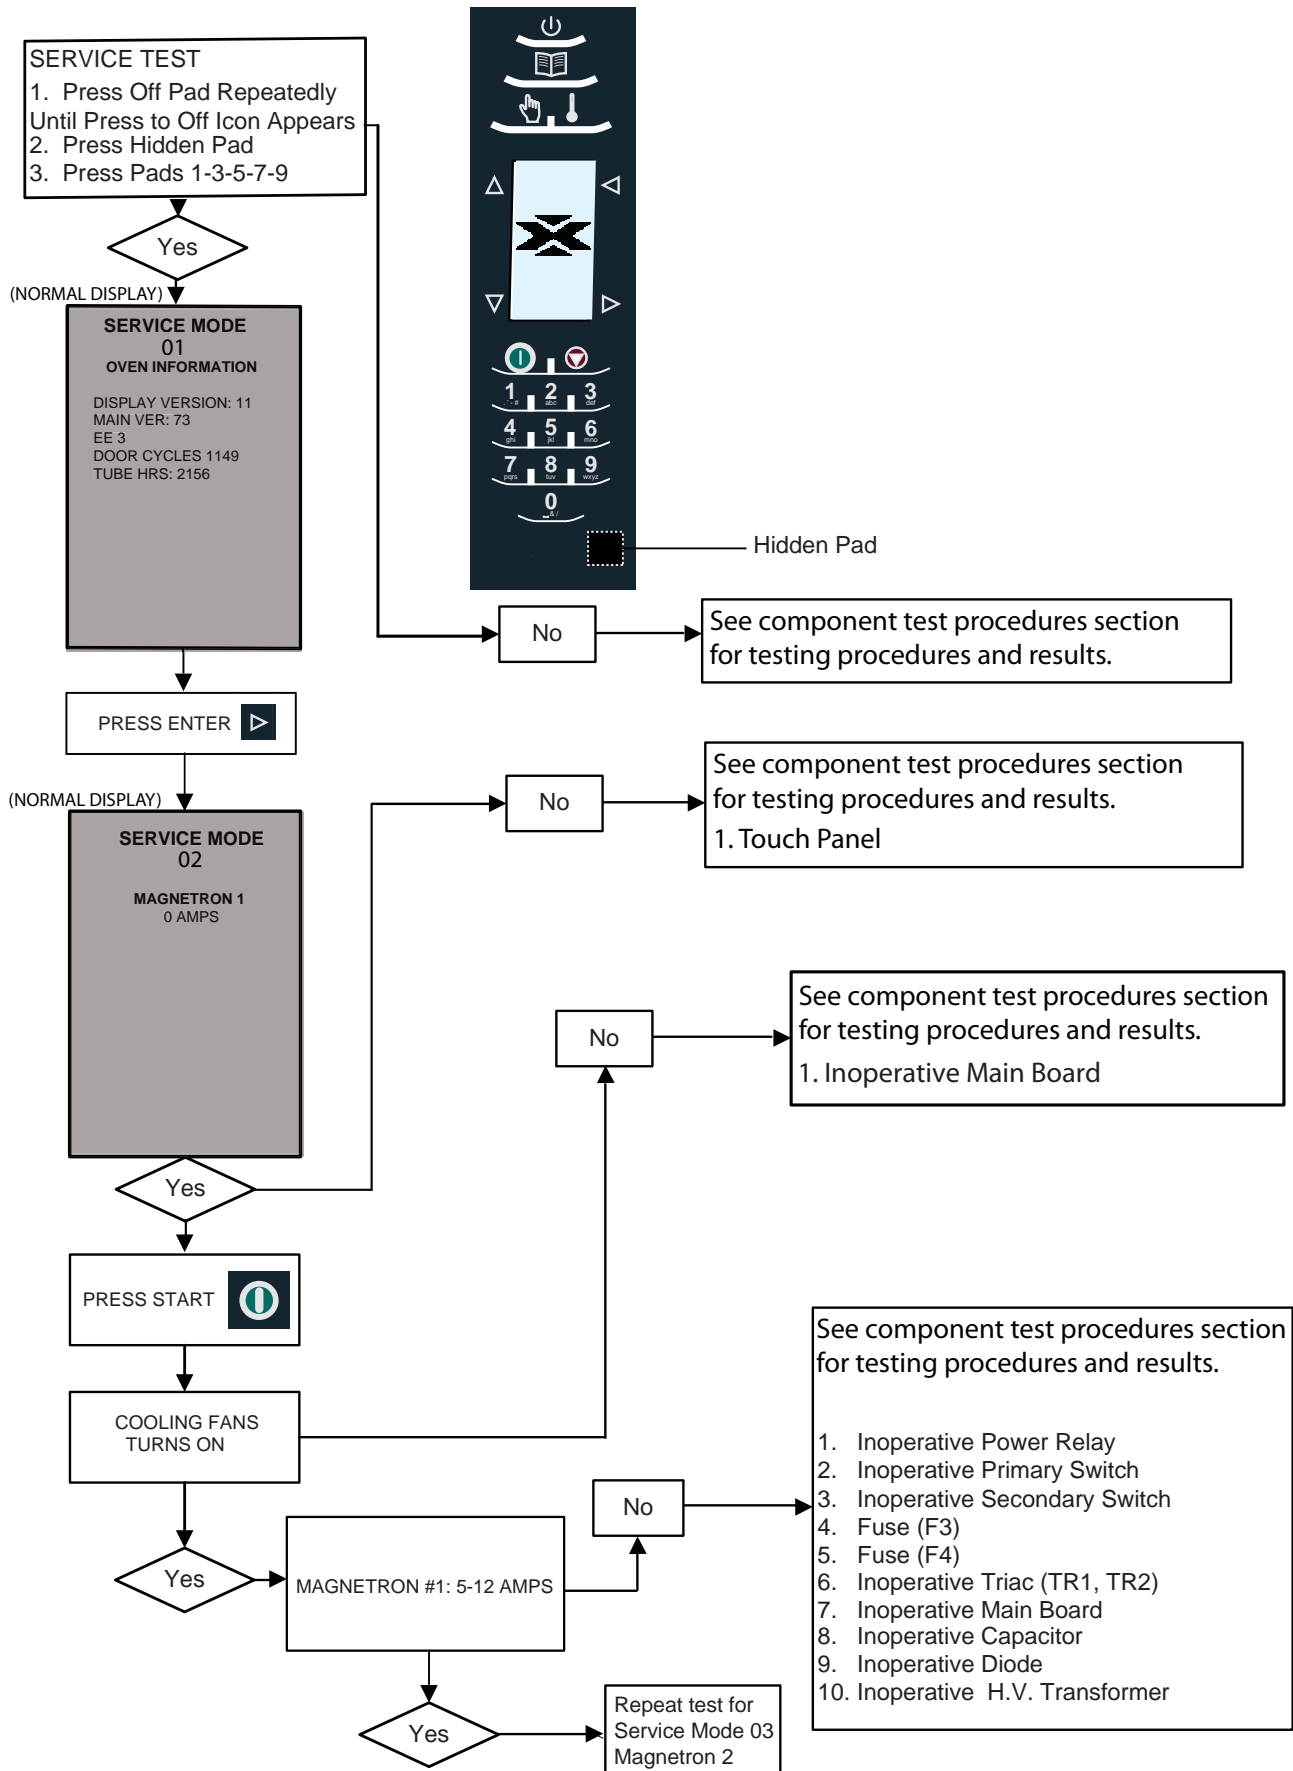 SERVICE TEST
1. Press Off Pad Repeatedly
Until Press to Off Icon Appears
2. Press Hidden Pad
3. Press Pads 1-3-5-7-9
Yes
(NORMAL DISPLAY)
SERVICE MODE
01
OVEN INFORMATION
DISPLAY VERSION: 11
MAIN VER: 73
EE 3
DOOR CYCLES 1149
TUBE HRS: 2156
1 2 3
. ' - # abc def
4 5 6
ghi jkl mno
7 8 9
pqrs tuv wxyz
0
&/
Hidden Pad
No
See component test procedures section
for testing procedures and results.
PRESS ENTER
(NORMAL DISPLAY)
SERVICE MODE
02
MAGNETRON 1
0 AMPS
No
See component test procedures section
for testing procedures and results.
1. Touch Panel
Yes
No
See component test procedures section
for testing procedures and results.
1. Inoperative Main Board
PRESS START
COOLING FANS
TURNS ON
Yes
MAGNETRON #1: 5-12 AMPS
No
See component test procedures section
for testing procedures and results.
1. Inoperative Power Relay
2. Inoperative Primary Switch
3. Inoperative Secondary Switch
4. Fuse (F3)
5. Fuse (F4)
6. Inoperative Triac (TR1, TR2)
7. Inoperative Main Board
8. Inoperative Capacitor
9. Inoperative Diode
10. Inoperative H.V. Transformer
Yes
Repeat test for
Service Mode 03
Magnetron 2